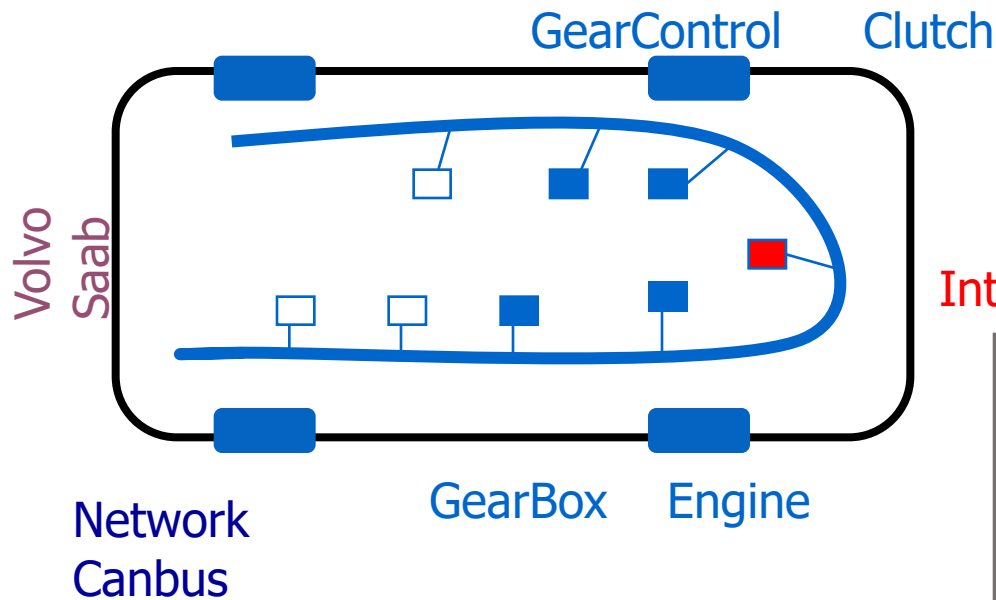 GearControl Clutch
Volvo
Saab
Int
GearBox Engine
Network
Canbus